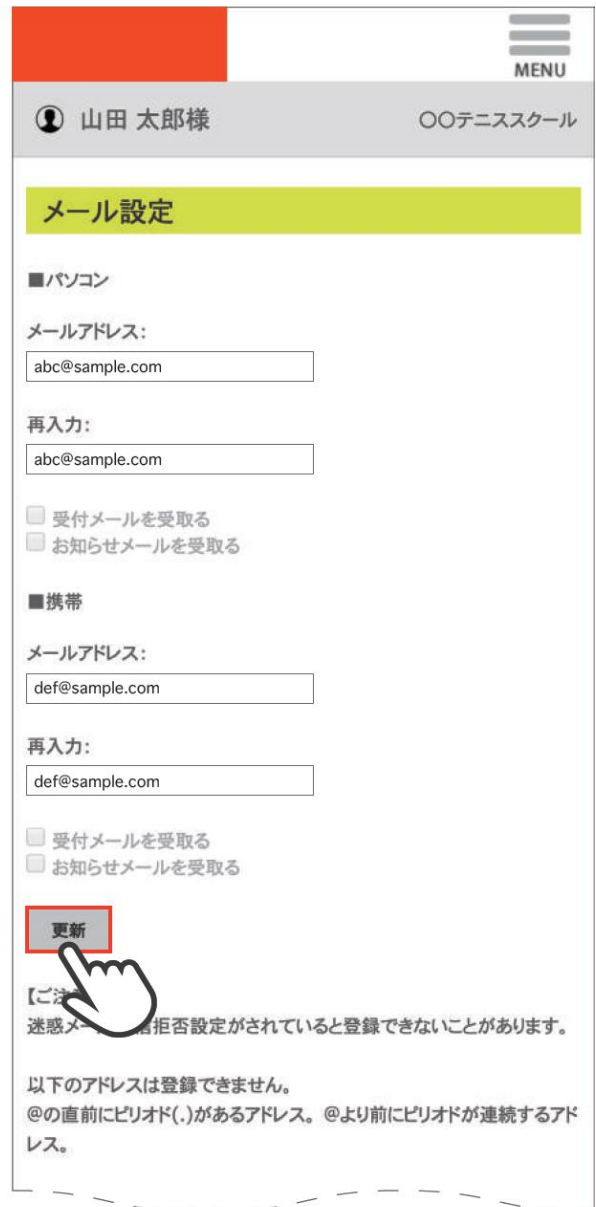 MENU
山田 太郎様
〇〇テニススクール
メール設定
■パソコン
メールアドレス:
abc@sample.com
再入力:
abc@sample.com
受付メールを受取る
お知らせメールを受取る
■携帯
メールアドレス:
def@sample.com
再入力:
def@sample.com
受付メールを受取る
お知らせメールを受取る
更新
【ご注
迷惑メー 拒否設定がされていると登録できないことがあります。
以下のアドレスは登録できません。
@の直前にピリオド(.)があるアドレス。@より前にピリオドが連続するアド
レス。